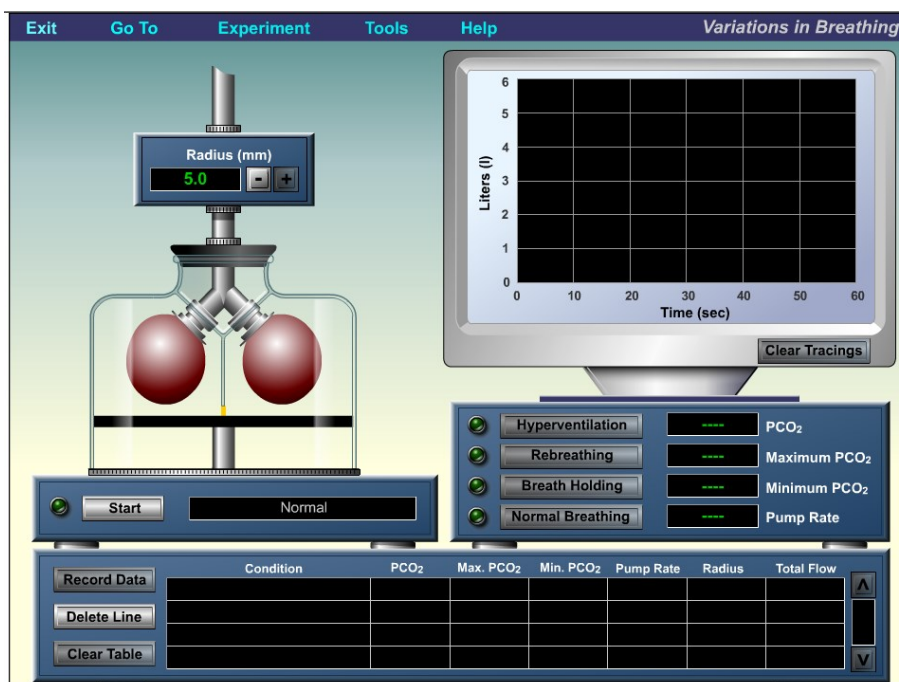 Exit Go To Experiment Tools Help Variations in Breathing
Radius (mm)
5.0 - +
6
5
4
3
2
1
0
Liters (l)
0 10 20 30 40 50 60
Time (sec)
Clear Tracings
Hyperventilation ---- PCO₂
Rebreathing ---- Maximum PCO₂
Breath Holding ---- Minimum PCO₂
Normal Breathing ---- Pump Rate
Start Normal
Condition PCO₂ Max. PCO₂ Min. PCO₂ Pump Rate Radius Total Flow
Record Data
Delete Line
Clear Table